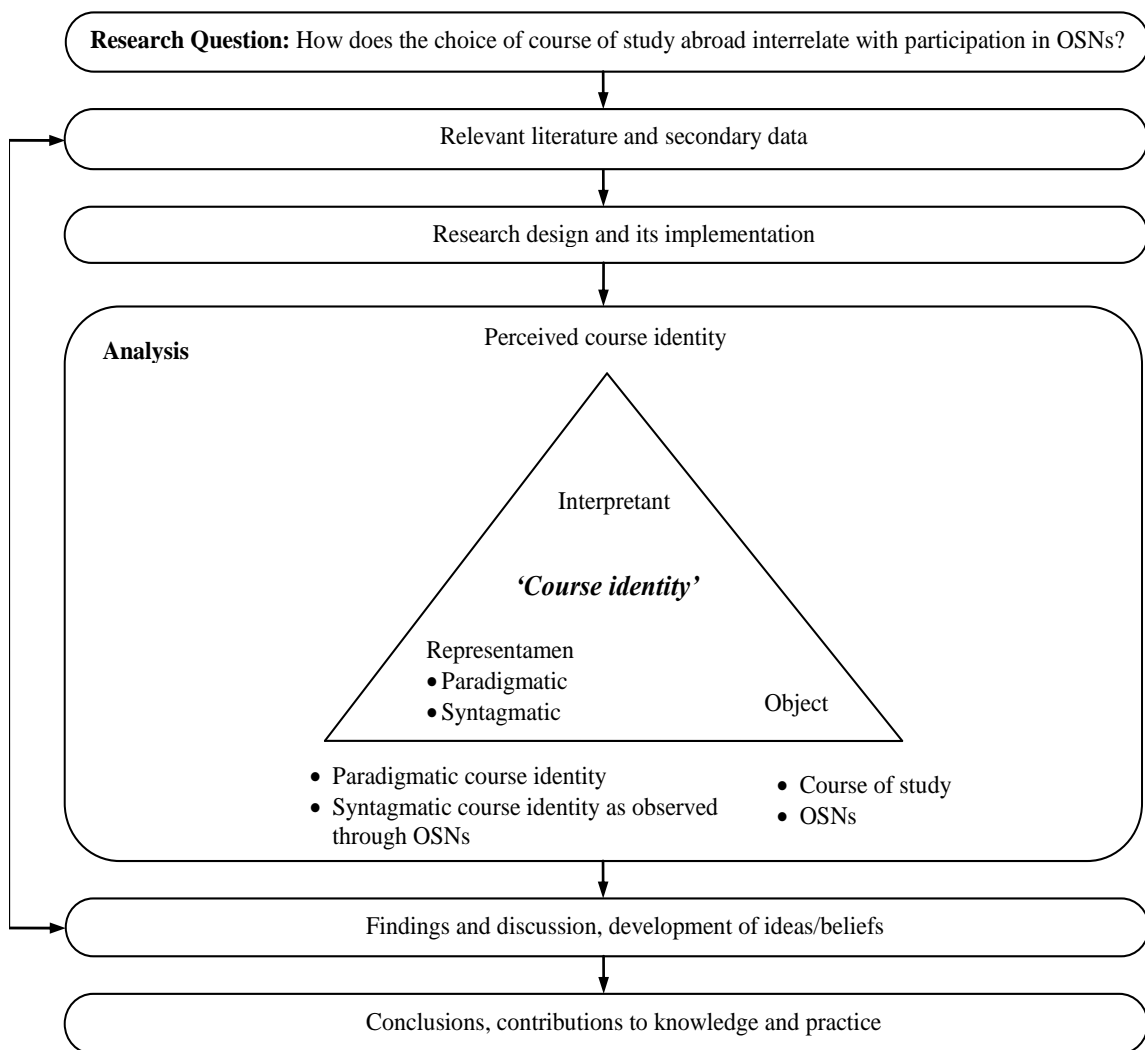 Research Question: How does the choice of course of study abroad interrelate with participation in OSNs?
Relevant literature and secondary data
Research design and its implementation
Perceived course identity
Analysis
Interpretant
‘Course identity’
Representamen
• Paradigmatic
• Syntagmatic
Object
• Paradigmatic course identity
• Syntagmatic course identity as observed
through OSNs
• Course of study
• OSNs
Findings and discussion, development of ideas/beliefs
Conclusions, contributions to knowledge and practice